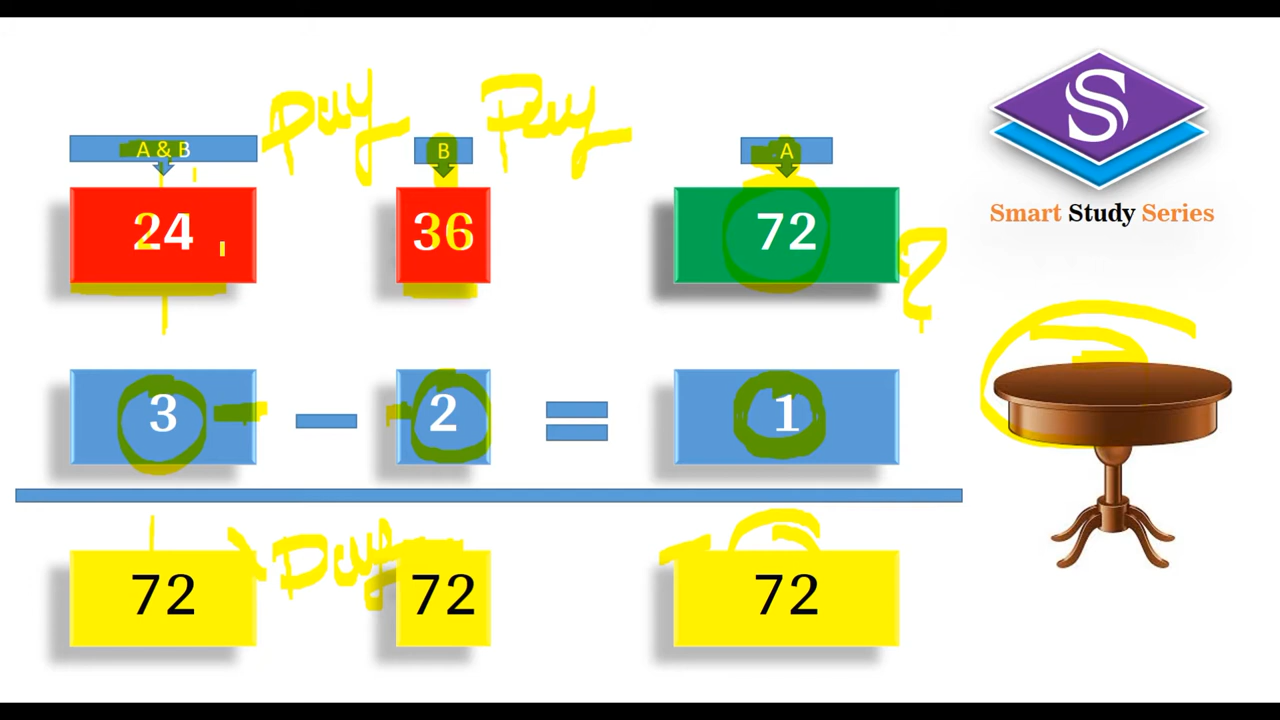 A & B B A
24 36 72 ?
3 – 2 = 1
72 72 72
S
Smart Study Series